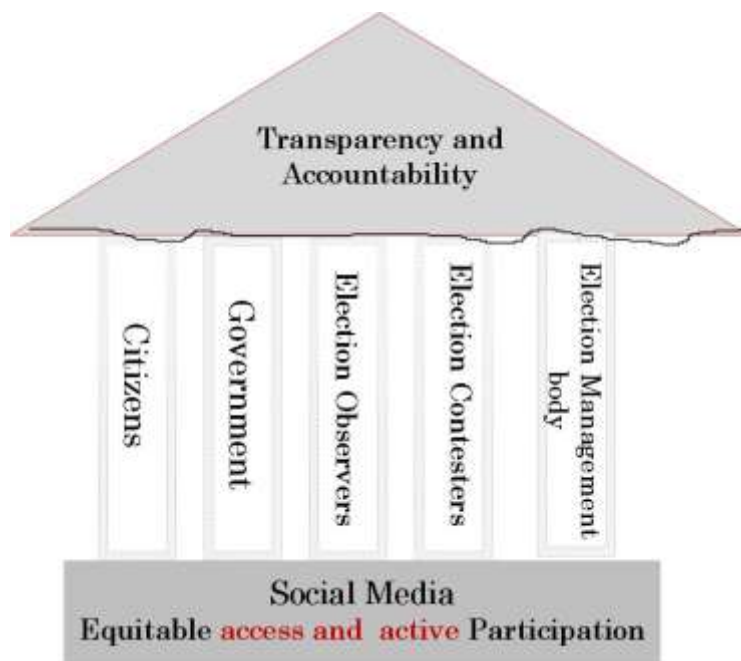 Transparency and
Accountability
Citizens
Government
Election Observers
Election Contesters
Election Management
body
Social Media
Equitable access and active Participation